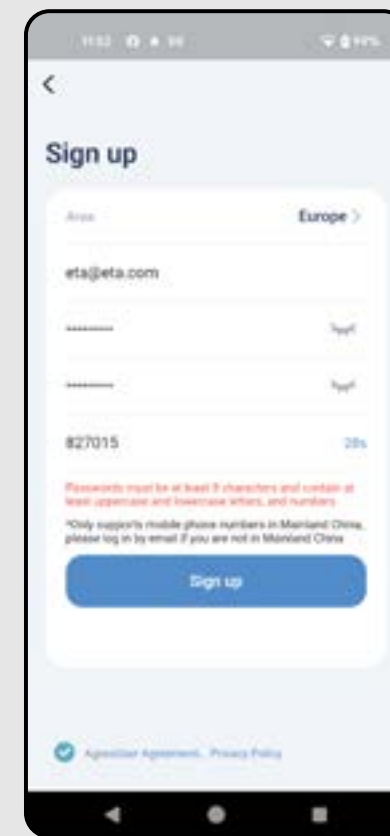 Sign up
Area
Europe >
eta@eta.com
827015
28s
Passwords must be at least 8 characters and contain at
least uppercase and lowercase letters, and numbers
*Only supports mobile phone numbers in Mainland China,
please log in by email if you are not in Mainland China
Sign up
Privacy Policy